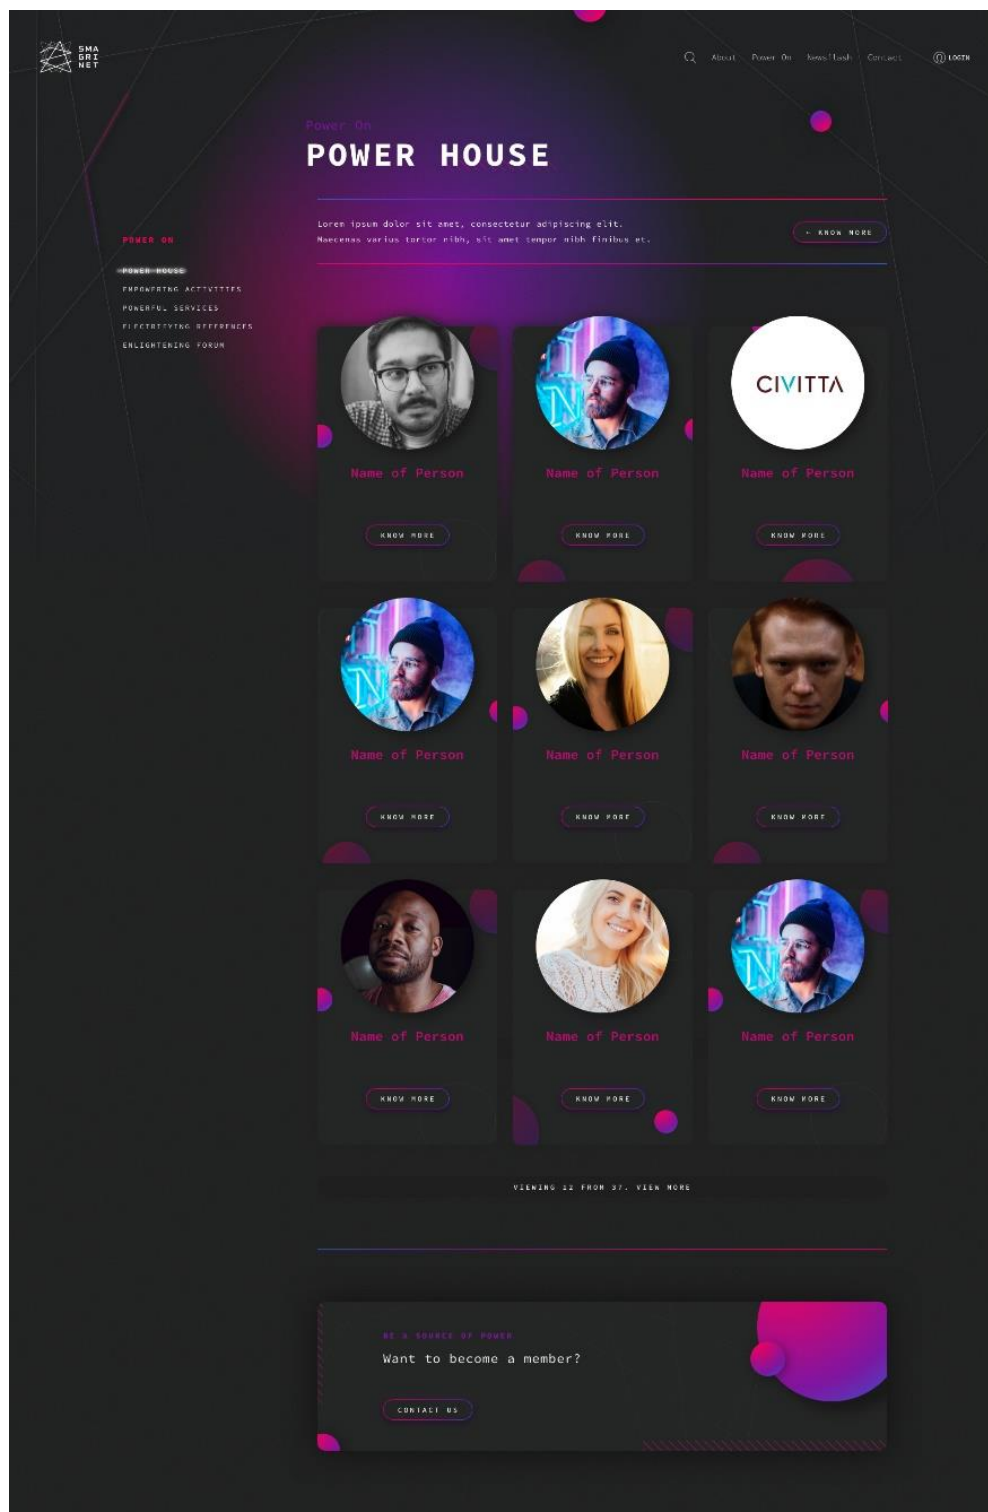 SMA
GRI
NET
About Power On Newsflash Contact LOGIN
Power On
POWER HOUSE
Lorem ipsum dolor sit amet, consectetur adipiscing elit.
Maecenas varius tortor nibh, sit amet tempor nibh finibus et.
KNOW MORE
POWER ON
POWER HOUSE
EMPOWERING ACTIVITIES
POWERFUL SERVICES
ELECTRIFYING REFERENCES
ENLIGHTENING FORUM
CIVITTA
Name of Person Name of Person Name of Person
KNOW MORE KNOW MORE KNOW MORE
Name of Person Name of Person Name of Person
KNOW MORE KNOW MORE KNOW MORE
Name of Person Name of Person Name of Person
KNOW MORE KNOW MORE KNOW MORE
VIEWING 12 FROM 37. VIEW MORE
BE A SOURCE OF POWER
Want to become a member?
CONTACT US